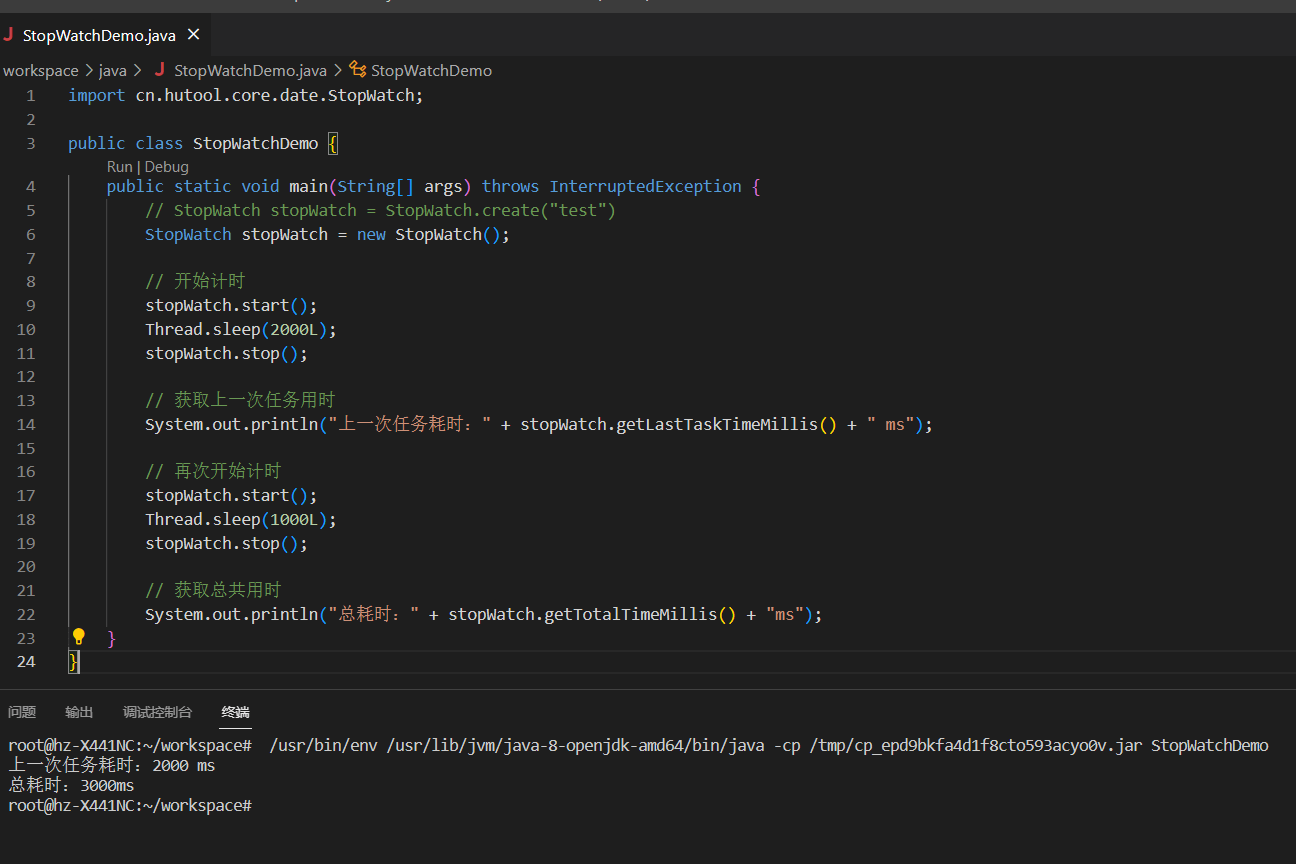 StopWatchDemo.java
workspace > java > StopWatchDemo.java > StopWatchDemo
1 import cn.hutool.core.date.StopWatch;
2
3 public class StopWatchDemo {
Run | Debug
4 public static void main(String[] args) throws InterruptedException {
5 // StopWatch stopWatch = StopWatch.create("test")
6 StopWatch stopWatch = new StopWatch();
7
8 // 开始计时
9 stopWatch.start();
10 Thread.sleep(2000L);
11 stopWatch.stop();
12
13 // 获取上一次任务用时
14 System.out.println("上一次任务耗时：" + stopWatch.getLastTaskTimeMillis() + " ms");
15
16 // 再次开始计时
17 stopWatch.start();
18 Thread.sleep(1000L);
19 stopWatch.stop();
20
21 // 获取总共用时
22 System.out.println("总耗时：" + stopWatch.getTotalTimeMillis() + "ms");
23 }
24 }
问题 输出 调试控制台 终端
root@hz-X441NC:~/workspace# /usr/bin/env /usr/lib/jvm/java-8-openjdk-amd64/bin/java -cp /tmp/cp_epd9bkfa4d1f8cto593acyo0v.jar StopWatchDemo
上一次任务耗时：2000 ms
总耗时：3000ms
root@hz-X441NC:~/workspace#